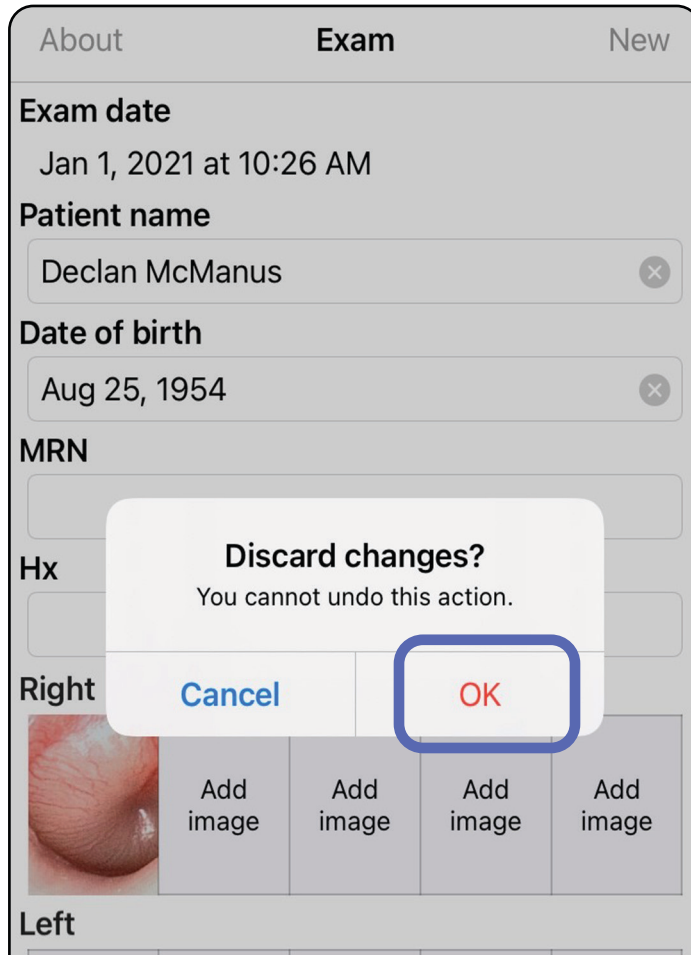 About Exam New
Exam date
Jan 1, 2021 at 10:26 AM
Patient name
Declan McManus
Date of birth
Aug 25, 1954
MRN
Discard changes?
Hx
You cannot undo this action.
Right
Cancel OK
Add image
Add image
Add image
Add image
Left